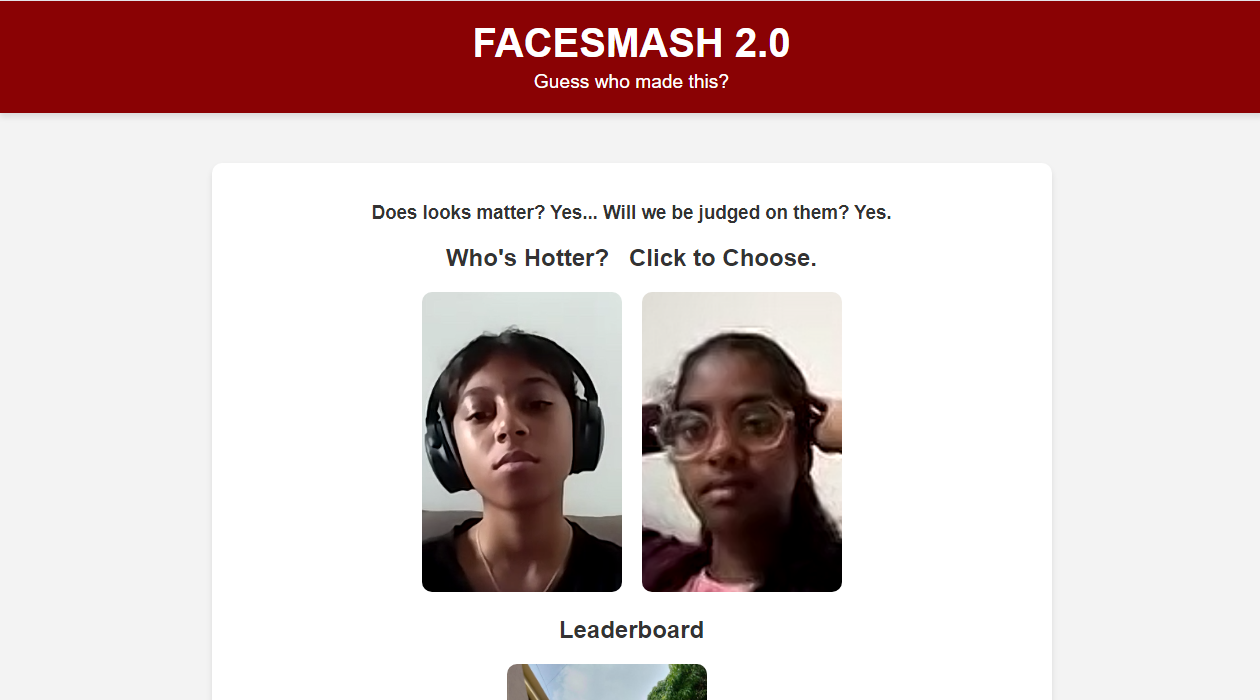 FACESMASH 2.0
Guess who made this?
Does looks matter? Yes... Will we be judged on them? Yes.
Who's Hotter? Click to Choose.
Leaderboard